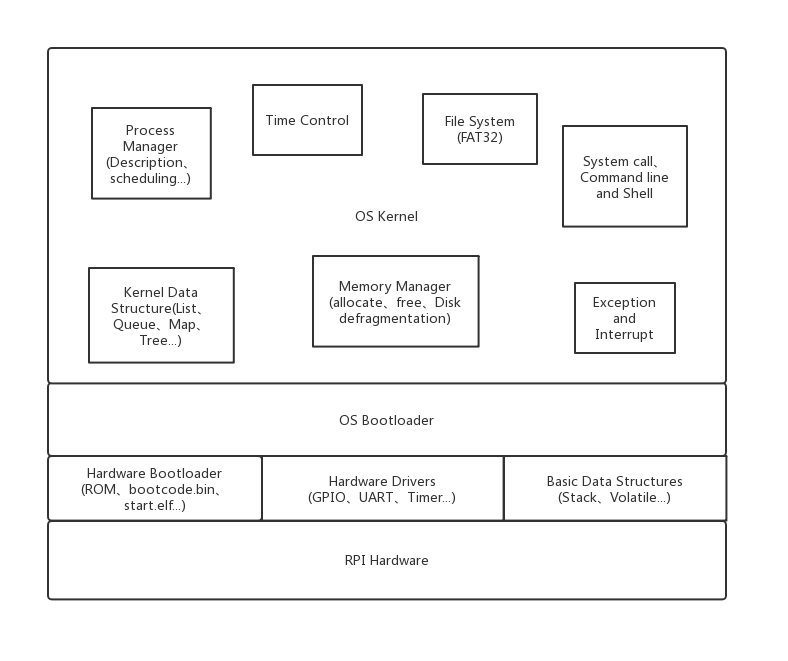 Process
Manager
(Description、
scheduling...)
Time Control
File System
(FAT32)
System call、
Command line
and Shell
OS Kernel
Kernel Data
Structure(List、
Queue、Map、
Tree...)
Memory Manager
(allocate、free、Disk
defragmentation)
Exception
and
Interrupt
OS Bootloader
Hardware Bootloader
(ROM、bootcode.bin、
start.elf...)
Hardware Drivers
(GPIO、UART、Timer...)
Basic Data Structures
(Stack、Volatile...)
RPI Hardware